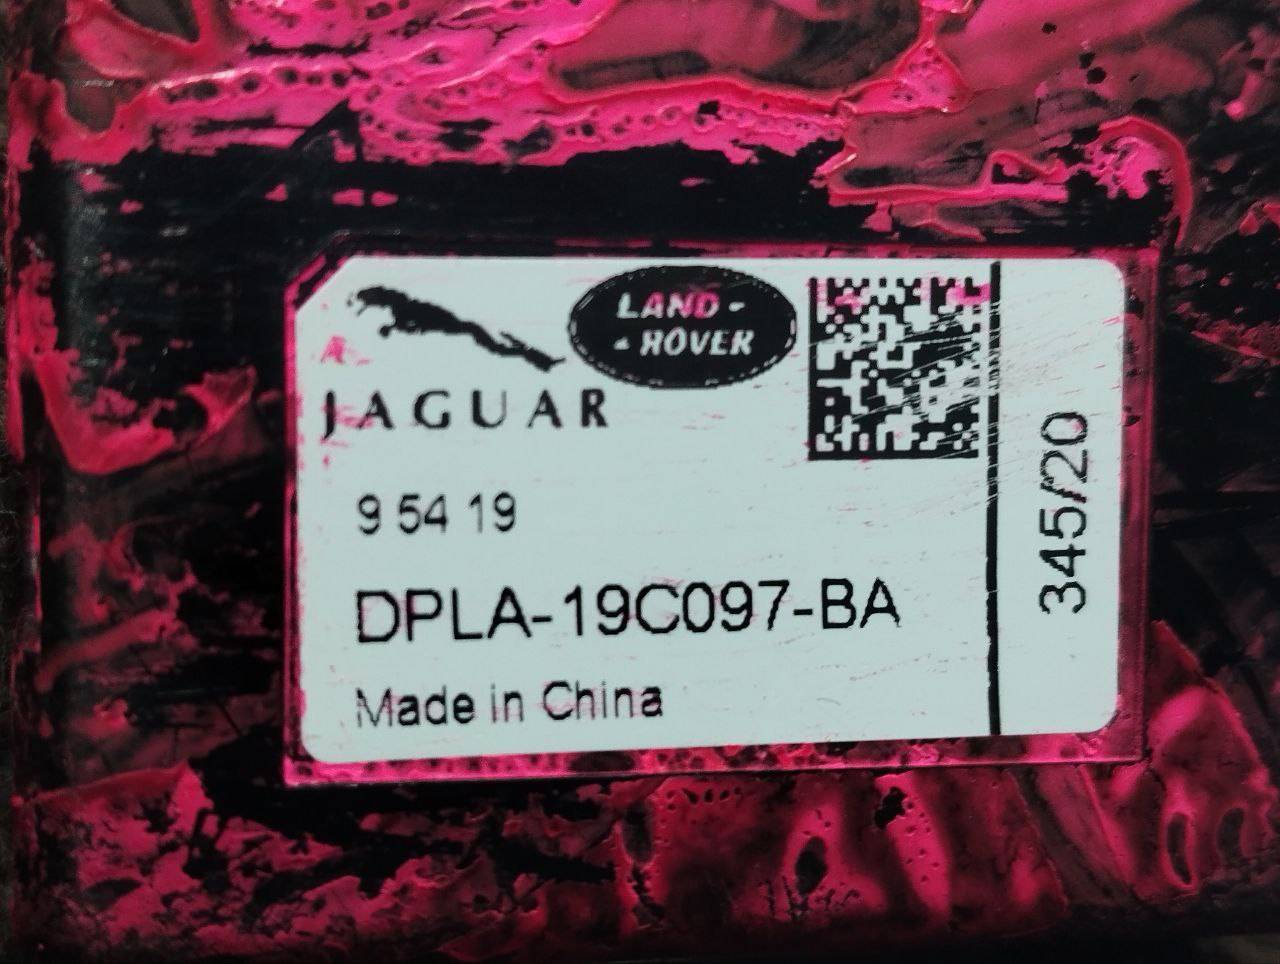 LAND-
-ROVER
JAGUAR
9 54 19
DPLA-19C097-BA
Made in China
345/20